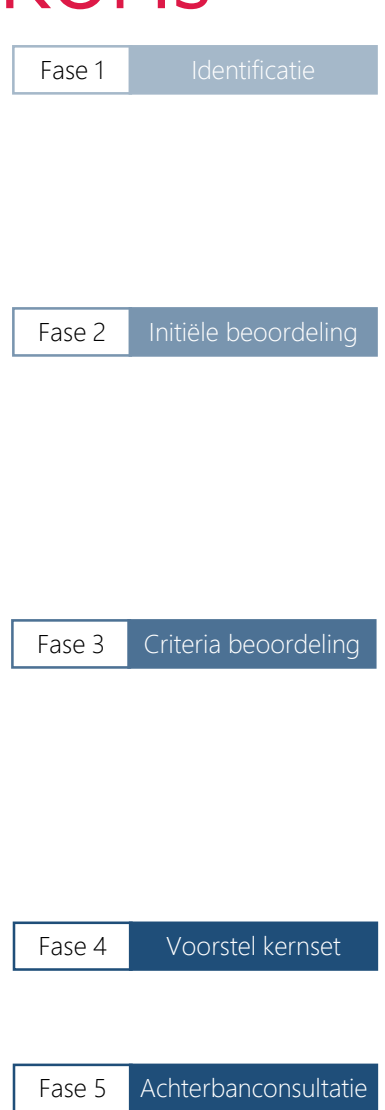 Fase 1 Identificatie
Fase 2 Initiële beoordeling
Fase 3 Criteria beoordeling
Fase 4 Voorstel kernset
Fase 5 Achterbanconsultatie